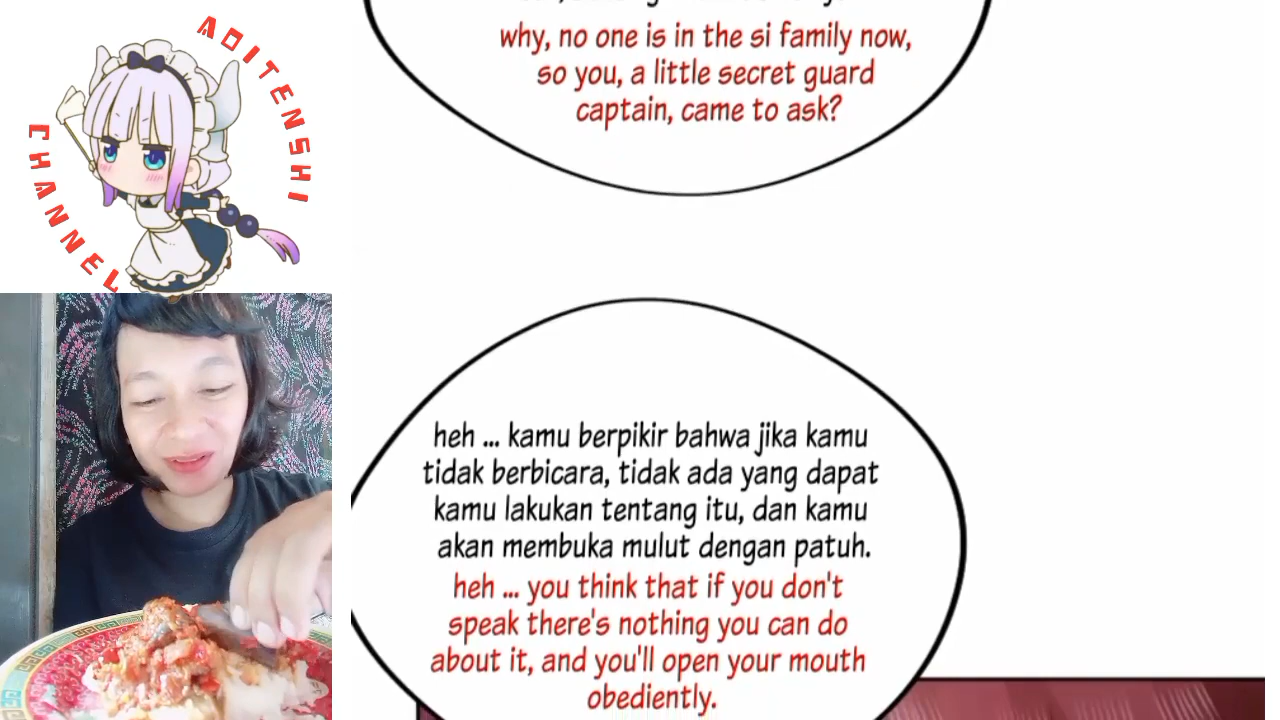 AOITENSHI
CHANNEL
why, no one is in the si family now,
so you, a little secret guard
captain, came to ask?
heh ... kamu berpikir bahwa jika kamu
tidak berbicara, tidak ada yang dapat
kamu lakukan tentang itu, dan kamu
akan membuka mulut dengan patuh.
heh ... you think that if you don't
speak there's nothing you can do
about it, and you'll open your mouth
obediently.